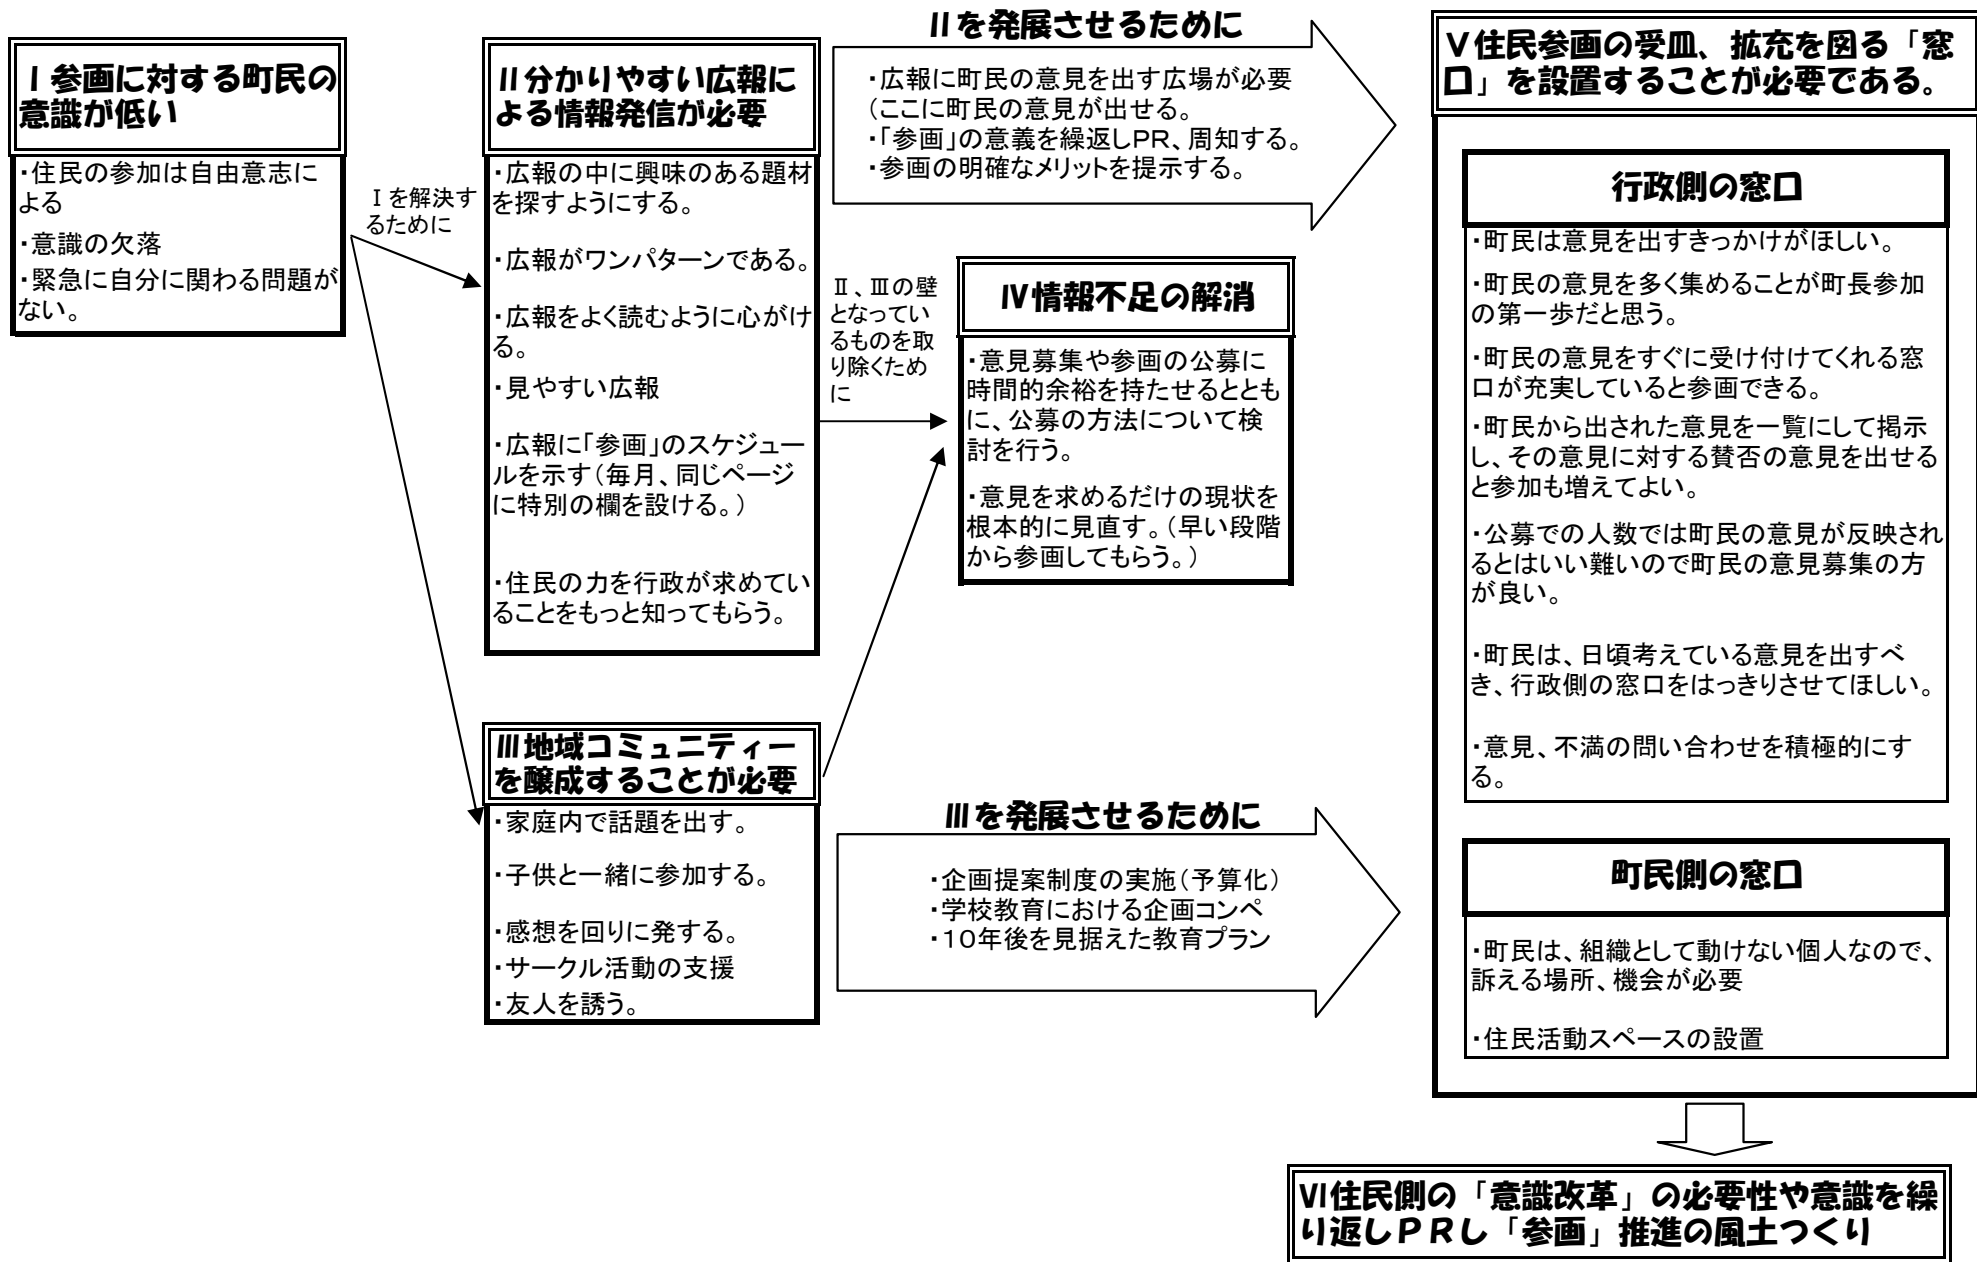 Ⅰ参画に対する町民の
意識が低い
・住民の参加は自由意志に
よる
・意識の欠落
・緊急に自分に関わる問題が
ない。
Ⅰを解決す
るために
Ⅱ分かりやすい広報に
よる情報発信が必要
・広報の中に興味のある題材
を探すようにする。
・広報がワンパターンである。
・広報をよく読むように心がけ
る。
・見やすい広報
・広報に「参画」のスケジュー
ルを示す（毎月、同じページ
に特別の欄を設ける。）
・住民の力を行政が求めてい
ることをもっと知ってもらう。
Ⅲ地域コミュニティー
を醸成することが必要
・家庭内で話題を出す。
・子供と一緒に参加する。
・感想を回りに発する。
・サークル活動の支援
・友人を誘う。
Ⅱを発展させるために
・広報に町民の意見を出す広場が必要
（ここに町民の意見が出せる。
・「参画」の意義を繰返しPR、周知する。
・参画の明確なメリットを提示する。
Ⅱ、Ⅲの壁
となってい
るものを取
り除くため
に
Ⅳ情報不足の解消
・意見募集や参画の公募に
時間的余裕を持たせるととも
に、公募の方法について検
討を行う。
・意見を求めるだけの現状を
根本的に見直す。（早い段階
から参画してもらう。）
Ⅲを発展させるために
・企画提案制度の実施（予算化）
・学校教育における企画コンペ
・１０年後を見据えた教育プラン
Ⅴ住民参画の受皿、拡充を図る「窓
口」を設置することが必要である。
行政側の窓口
・町民は意見を出すきっかけがほしい。
・町民の意見を多く集めることが町長参加
の第一歩だと思う。
・町民の意見をすぐに受け付けてくれる窓
口が充実していると参画できる。
・町民から出された意見を一覧にして掲示
し、その意見に対する賛否の意見を出せる
と参加も増えてよい。
・公募での人数では町民の意見が反映され
るとはいい難いので町民の意見募集の方
が良い。
・町民は、日頃考えている意見を出すべ
き、行政側の窓口をはっきりさせてほしい。
・意見、不満の問い合わせを積極的にす
る。
町民側の窓口
・町民は、組織として動けない個人なので、
訴える場所、機会が必要
・住民活動スペースの設置
Ⅵ住民側の「意識改革」の必要性や意識を繰
り返しＰＲし「参画」推進の風土つくり